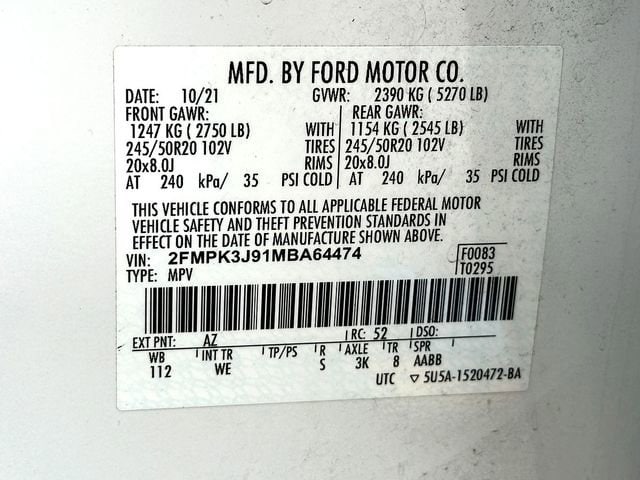 MFD. BY FORD MOTOR CO.
DATE: 10/21 GVWR: 2390 KG ( 5270 LB)
FRONT GAWR: REAR GAWR:
1247 KG ( 2750 LB) WITH 1154 KG ( 2545 LB) WITH
245/50R20 102V TIRES 245/50R20 102V TIRES
20x8.0J RIMS 20x8.0J RIMS
AT 240 kPa/ 35 PSI COLD AT 240 kPa/ 35 PSI COLD
THIS VEHICLE CONFORMS TO ALL APPLICABLE FEDERAL MOTOR
VEHICLE SAFETY AND THEFT PREVENTION STANDARDS IN
EFFECT ON THE DATE OF MANUFACTURE SHOWN ABOVE.
VIN: 2FMPK3J91MBA64474 F0083
TYPE: MPV T0295
EXT PNT: AZ RC: 52 DSO:
WB INT TR TP/PS R AXLE TR SPR
112 WE S 3K 8 AABB
UTC ▽ 5U5A-1520472-BA